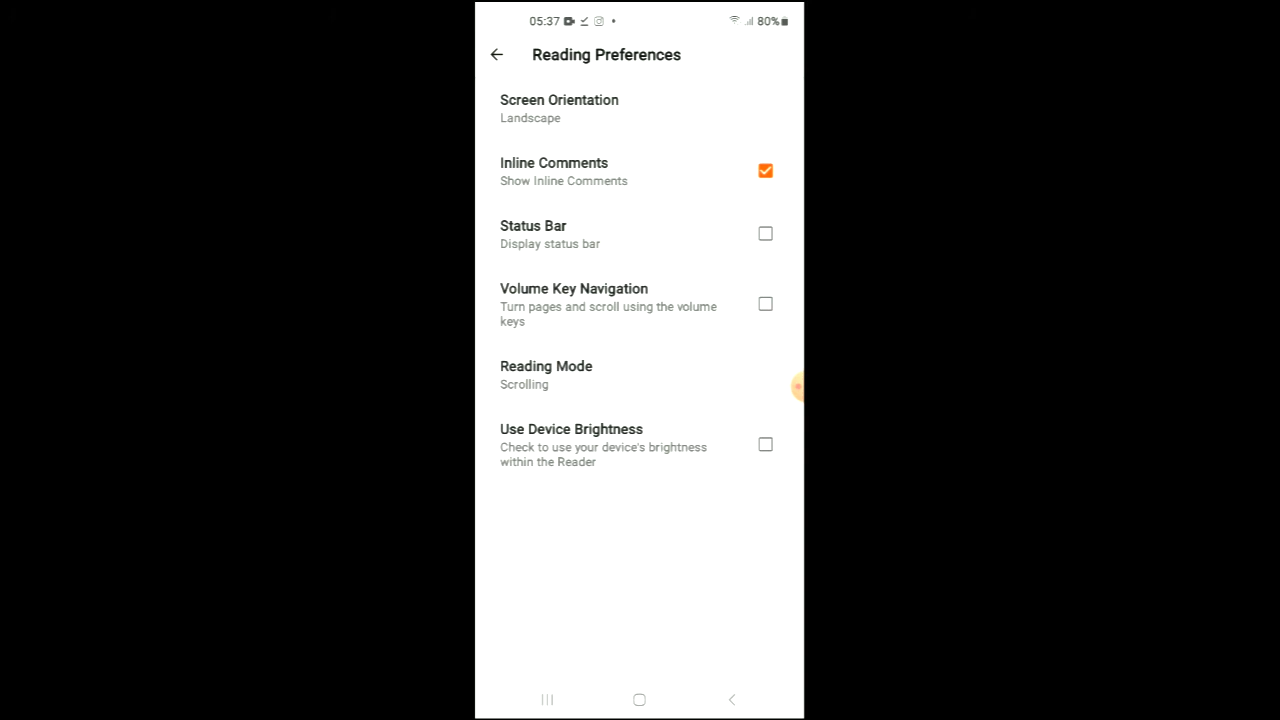 05:37
80%
Reading Preferences
Screen Orientation
Landscape
Inline Comments
Show Inline Comments
Status Bar
Display status bar
Volume Key Navigation
Turn pages and scroll using the volume
keys
Reading Mode
Scrolling
Use Device Brightness
Check to use your device's brightness
within the Reader